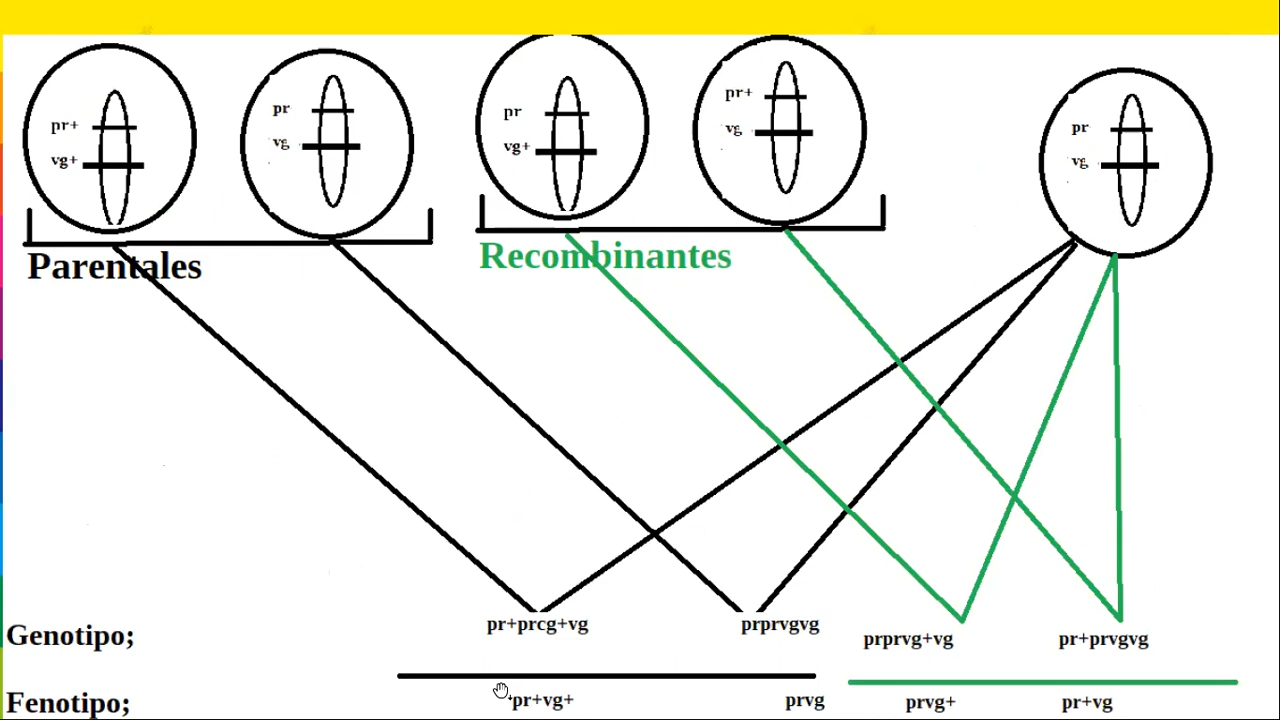 pr+
vg+
pr
vg
pr
vg+
pr+
vg
pr
vg
Parentales
Recombinantes
Genotipo; pr+prcg+vg prprvgvg prprvg+vg pr+prvgvg
Fenotipo; pr+vg+ prvg prvg+ pr+vg